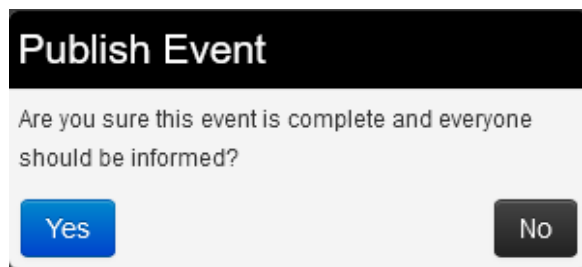 Publish Event
Are you sure this event is complete and everyone
should be informed?
Yes
No